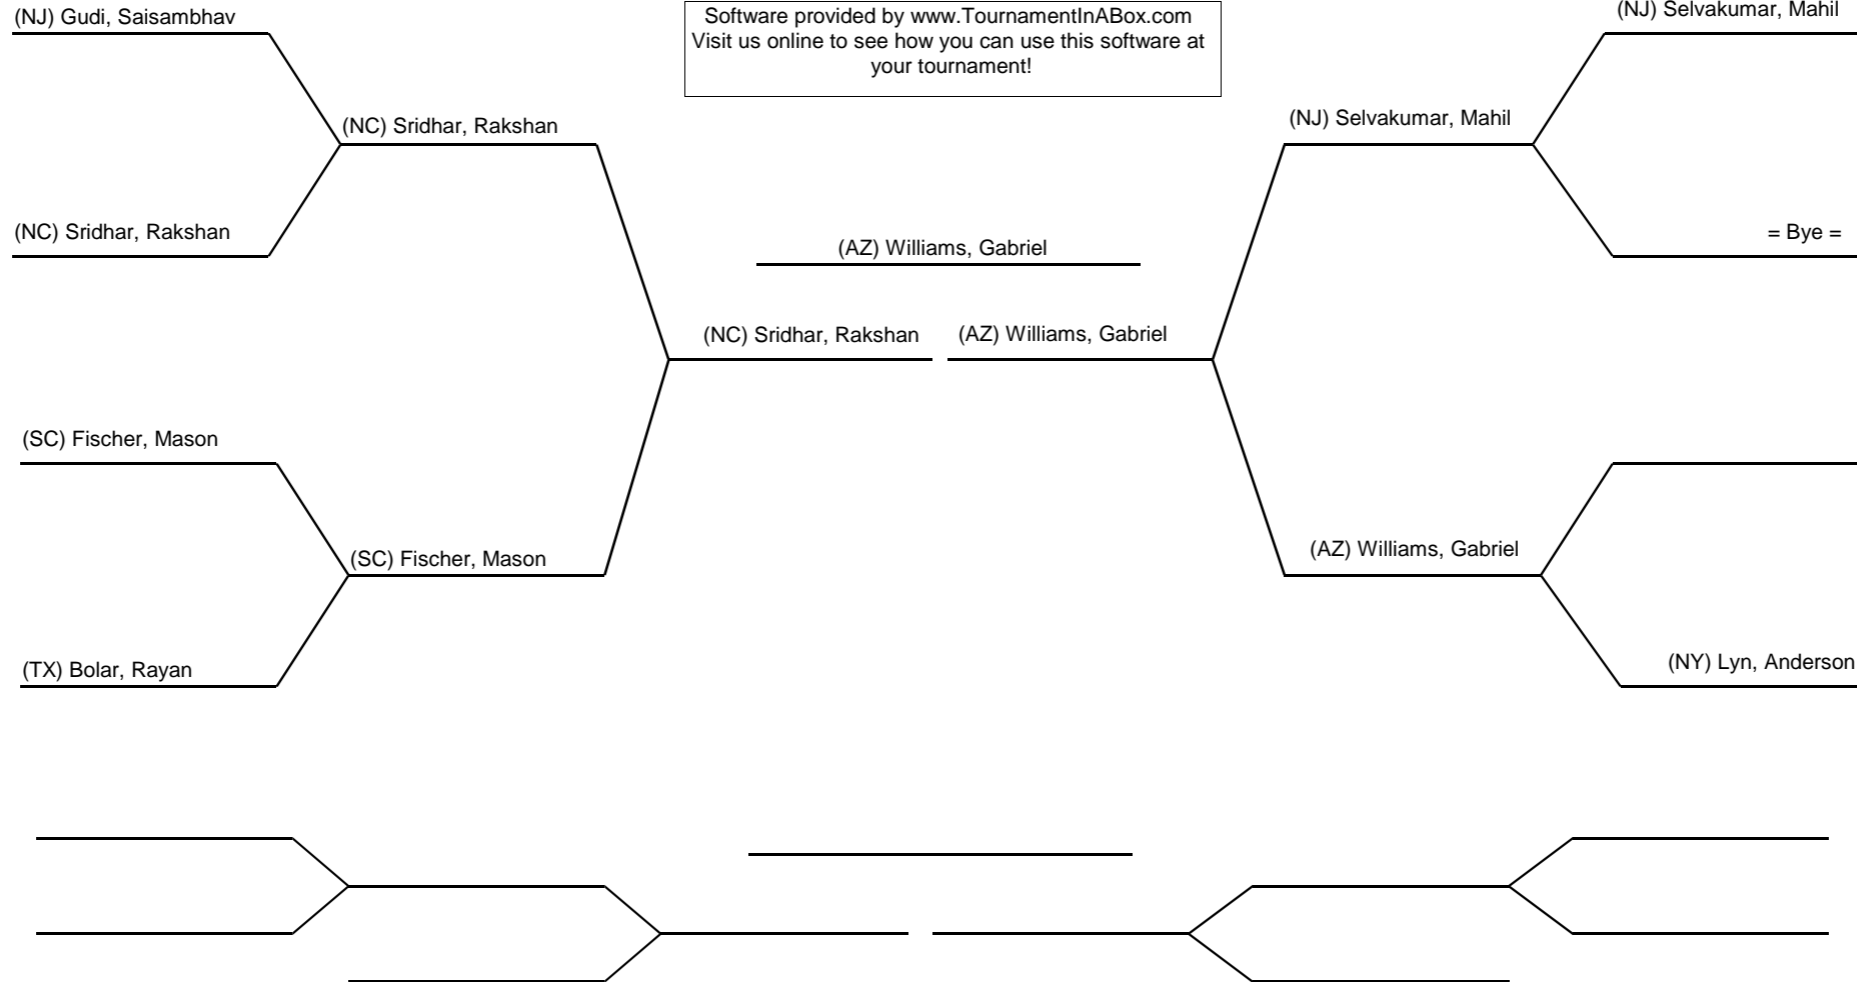 (NJ) Gudi, Saisambhav
Software provided by www.TournamentInABox.com
Visit us online to see how you can use this software at
your tournament!
(NJ) Selvakumar, Mahil
(NC) Sridhar, Rakshan
(NJ) Selvakumar, Mahil
(NC) Sridhar, Rakshan
(AZ) Williams, Gabriel
= Bye =
(NC) Sridhar, Rakshan
(AZ) Williams, Gabriel
(SC) Fischer, Mason
(SC) Fischer, Mason
(AZ) Williams, Gabriel
(TX) Bolar, Rayan
(NY) Lyn, Anderson